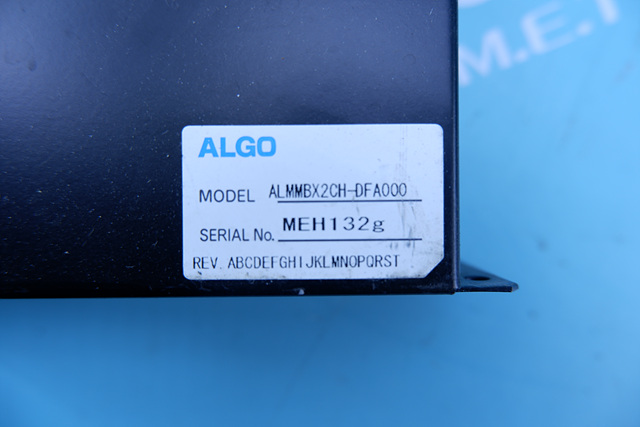 M.E.T
ALGO
MODEL ALMMBX2CH-DFA000
SERIAL No. MEH132g
REV. ABCDEFGHIJKLMNOPQRST